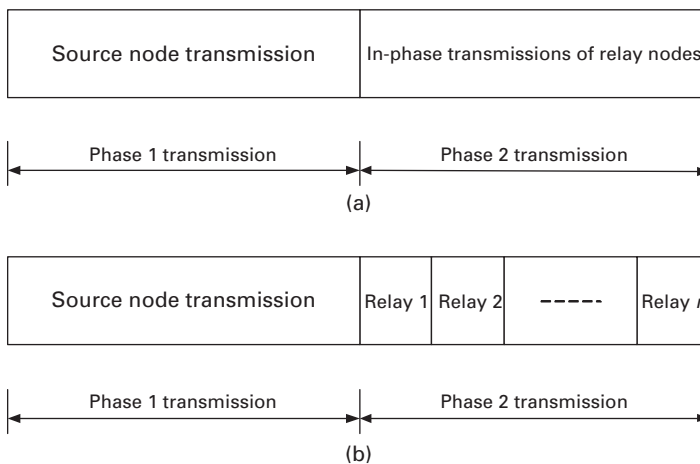 Source node transmission In-phase transmissions of relay nodes
Phase 1 transmission Phase 2 transmission
(a)
Source node transmission Relay 1 Relay 2 Relay
Phase 1 transmission Phase 2 transmission
(b)